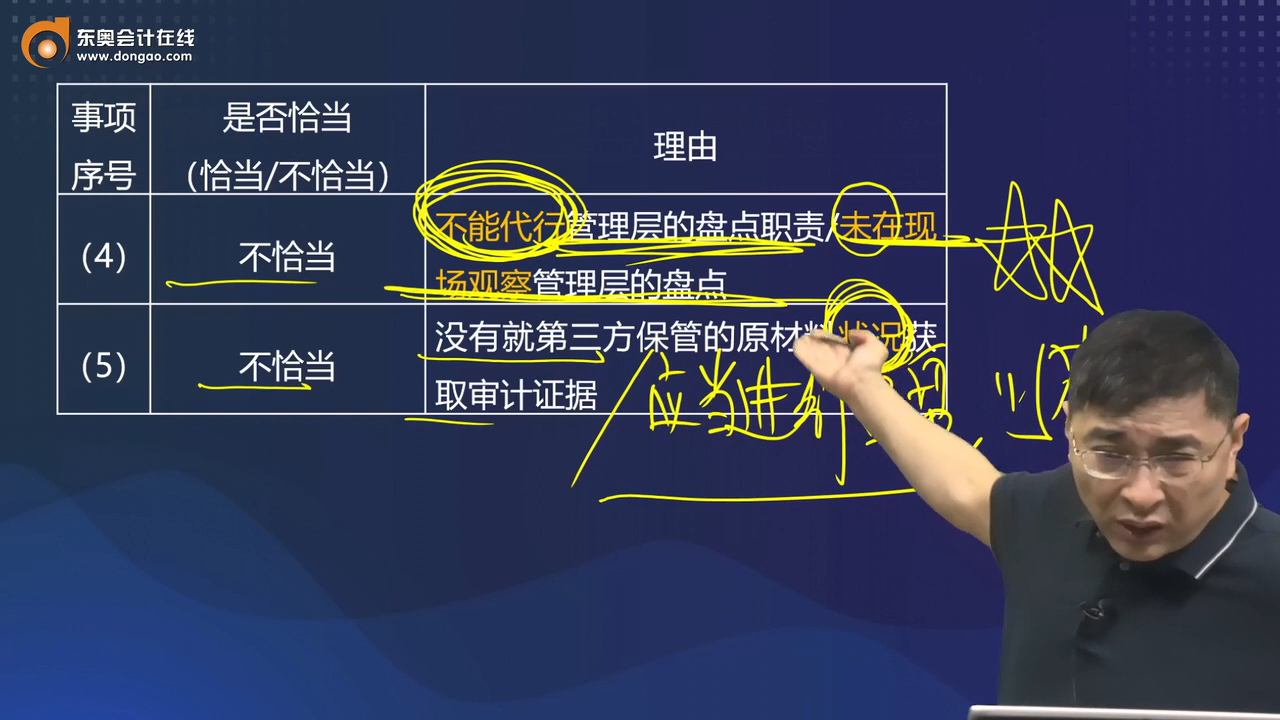 东奥会计在线
www.dongao.com
事项
序号
是否恰当
（恰当/不恰当）
理由
（4）
不恰当
不能代行管理层的盘点职责/未在现
场观察管理层的盘点
（5）
不恰当
没有就第三方保管的原材料状况获
取审计证据
应当进行